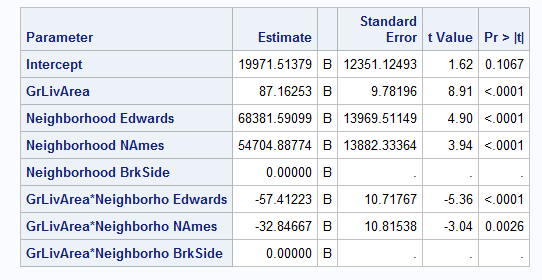 Parameter Estimate Standard Error t Value Pr > |t|
Intercept 19971.51379 B 12351.12493 1.62 0.1067
GrLivArea 87.16253 B 9.78196 8.91 <.0001
Neighborhood Edwards 68381.59099 B 13969.51149 4.90 <.0001
Neighborhood NAmes 54704.88774 B 13882.33364 3.94 <.0001
Neighborhood BrkSide 0.00000 B . . .
GrLivArea*Neighborho Edwards -57.41223 B 10.71767 -5.36 <.0001
GrLivArea*Neighborho NAmes -32.84667 B 10.81538 -3.04 0.0026
GrLivArea*Neighborho BrkSide 0.00000 B . . .